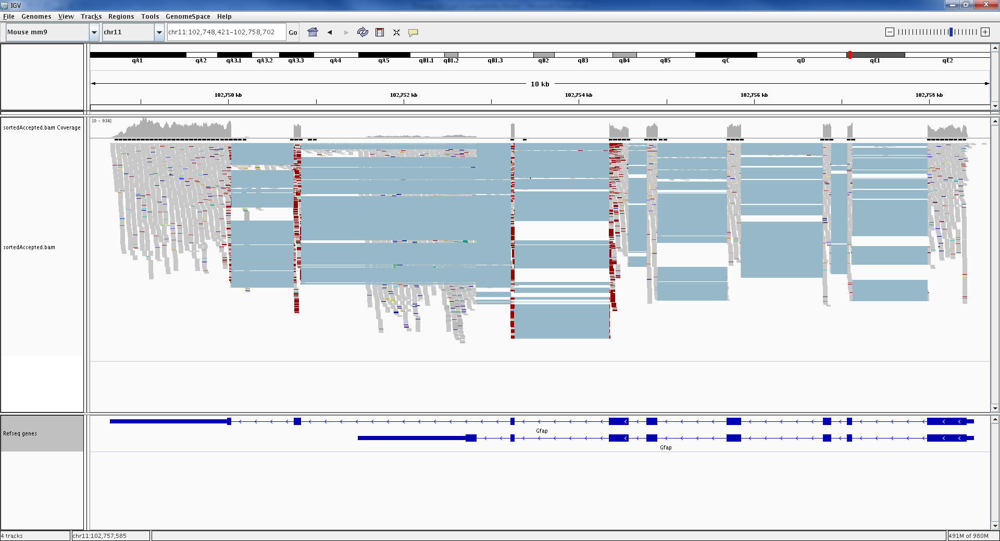 IGV
File Genomes View Tracks Regions Tools GenomeSpace Help
Mouse mm9 chr11 chr11:102,748,421-102,758,702 Go
qA1 qA2 qA3.1 qA3.2 qA3.3 qA4 qA5 qB1.1 qB1.2 qB1.3 qB2 qB3 qB4 qB5 qC qD qE1 qE2
10 kb
102,750 kb 102,752 kb 102,754 kb 102,756 kb 102,758 kb
[0 - 938]
sortedAccepted.bam Coverage
sortedAccepted.bam
Gfap
Refseq genes
Gfap
4 tracks chr11:102,757,585 491M of 980M